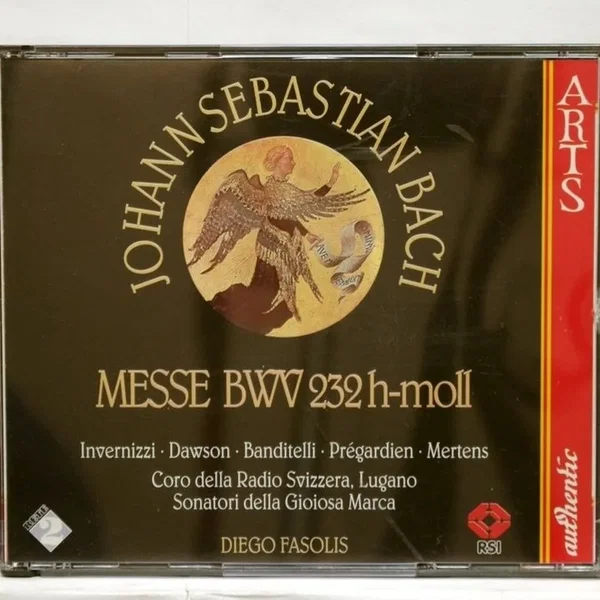 JOHANN SEBASTIAN BACH
MESSE BWV 232 h-moll
Invernizzi · Dawson · Banditelli · Prégardien · Mertens
Coro della Radio Svizzera, Lugano
Sonatori della Gioiosa Marca
DIEGO FASOLIS
2
RSI
ARTS
authentic